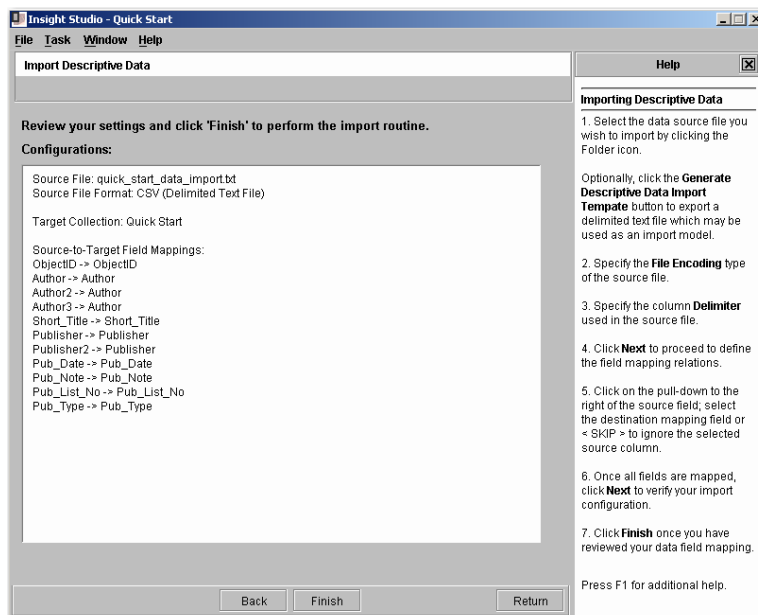 Insight Studio - Quick Start
File Task Window Help
Import Descriptive Data
Review your settings and click 'Finish' to perform the import routine.
Configurations:
Source File: quick_start_data_import.txt
Source File Format: CSV (Delimited Text File)
Target Collection: Quick Start
Source-to-Target Field Mappings:
ObjectID -> ObjectID
Author -> Author
Author2 -> Author
Author3 -> Author
Short_Title -> Short_Title
Publisher -> Publisher
Publisher2 -> Publisher
Pub_Date -> Pub_Date
Pub_Note -> Pub_Note
Pub_List_No -> Pub_List_No
Pub_Type -> Pub_Type
Back Finish Return
Help
Importing Descriptive Data
1. Select the data source file you
wish to import by clicking the
Folder icon.
Optionally, click the Generate
Descriptive Data Import
Tempate button to export a
delimited text file which may be
used as an import model.
2. Specify the File Encoding type
of the source file.
3. Specify the column Delimiter
used in the source file.
4. Click Next to proceed to define
the field mapping relations.
5. Click on the pull-down to the
right of the source field; select
the destination mapping field or
< SKIP > to ignore the selected
source column.
6. Once all fields are mapped,
click Next to verify your import
configuration.
7. Click Finish once you have
reviewed your data field mapping.
Press F1 for additional help.